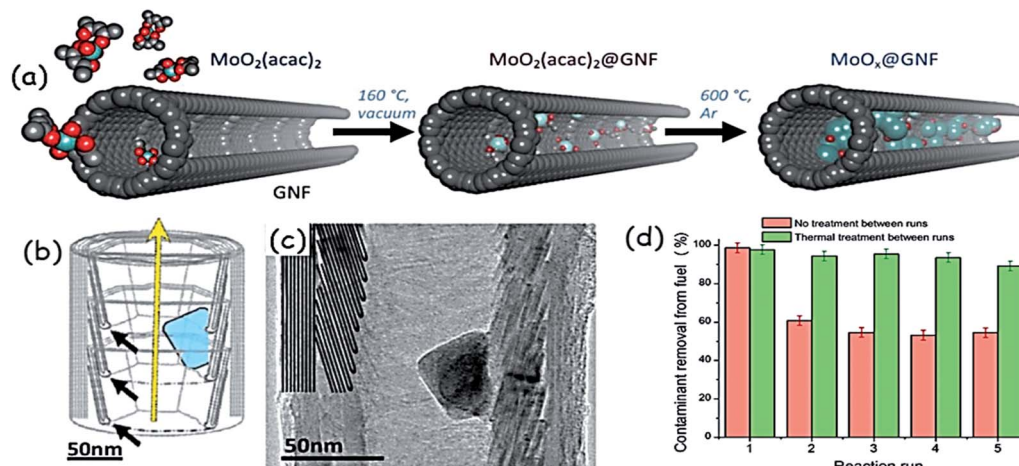 (a)
MoO₂(acac)₂
MoO₂(acac)₂@GNF
MoOₓ@GNF
160 °C,
vacuum
600 °C,
Ar
GNF
(b)
50nm
(c)
50nm
(d)
No treatment between runs
Thermal treatment between runs
Contaminant removal from fuel (%)
100
80
60
40
20
0
1 2 3 4 5
Reaction run